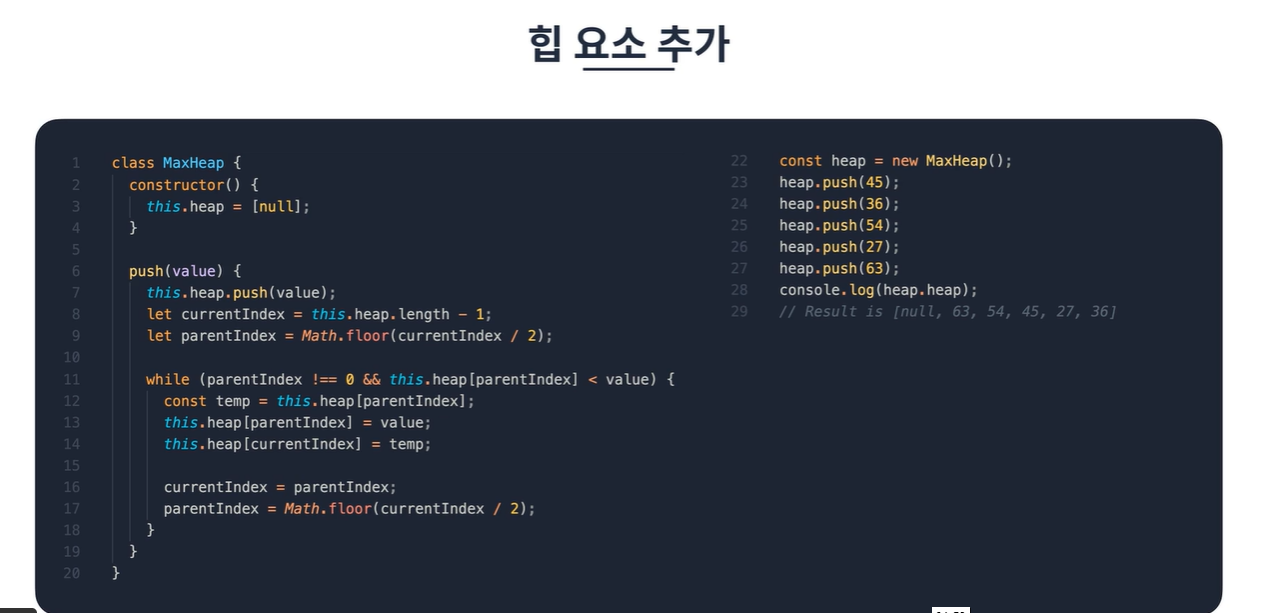 힙 요소 추가
1 class MaxHeap {
2 constructor() {
3 this.heap = [null];
4 }
5
6 push(value) {
7 this.heap.push(value);
8 let currentIndex = this.heap.length - 1;
9 let parentIndex = Math.floor(currentIndex / 2);
10
11 while (parentIndex !== 0 && this.heap[parentIndex] < value) {
12 const temp = this.heap[parentIndex];
13 this.heap[parentIndex] = value;
14 this.heap[currentIndex] = temp;
15
16 currentIndex = parentIndex;
17 parentIndex = Math.floor(currentIndex / 2);
18 }
19 }
20 }
22 const heap = new MaxHeap();
23 heap.push(45);
24 heap.push(36);
25 heap.push(54);
26 heap.push(27);
27 heap.push(63);
28 console.log(heap.heap);
29 // Result is [null, 63, 54, 45, 27, 36]